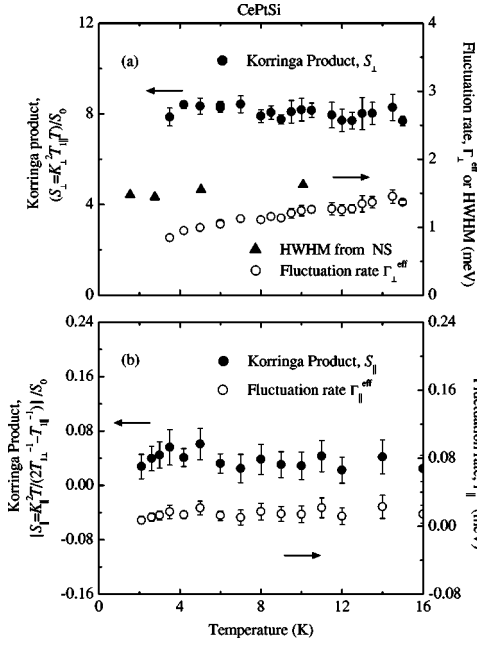 CePtSi
(a)
Korringa Product, S⊥
HWHM from NS
Fluctuation rate Γ⊥^eff
12
8
4
0
4
3
2
1
0
Korringa product,
(S⊥=K⊥²T₁∥T)/S₀
Fluctuation rate, Γ⊥^eff or HWHM
(meV)
(b)
Korringa Product, S∥
Fluctuation rate Γ∥^eff
0.24
0.16
0.08
0.00
-0.08
-0.16
0.24
0.16
0.08
0.00
-0.08
Korringa Product,
[S∥=K∥²T/(2T₁⊥⁻¹−T₁∥⁻¹)]/S₀
0
4
8
12
16
Temperature (K)